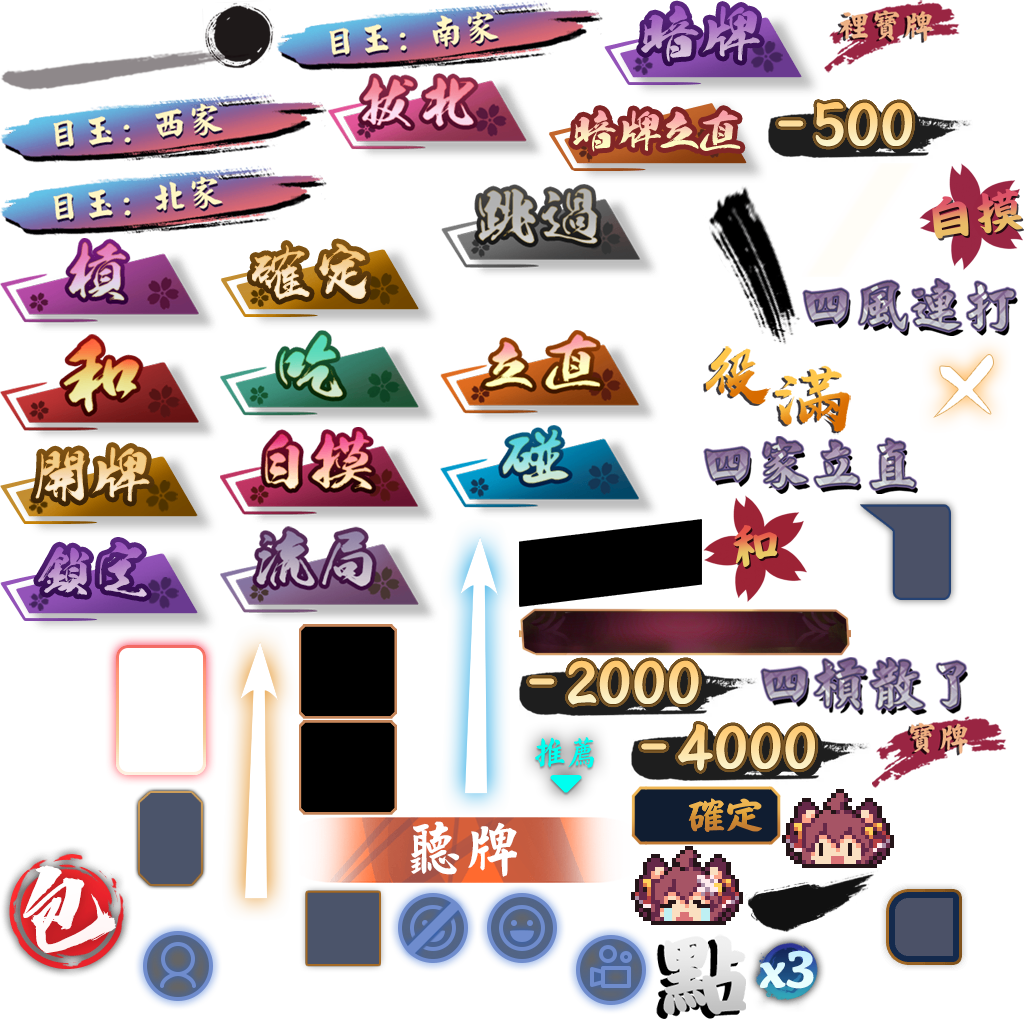 目玉：南家
暗牌
裡寶牌
目玉：西家
拔北
暗牌立直
-500
目玉：北家
跳過
自摸
槓
確定
四風連打
和
吃
立直
役滿
開牌
自摸
碰
四家立直
鎖定
流局
和
-2000
四槓散了
推薦
-4000
寶牌
確定
聽牌
包
點
x3